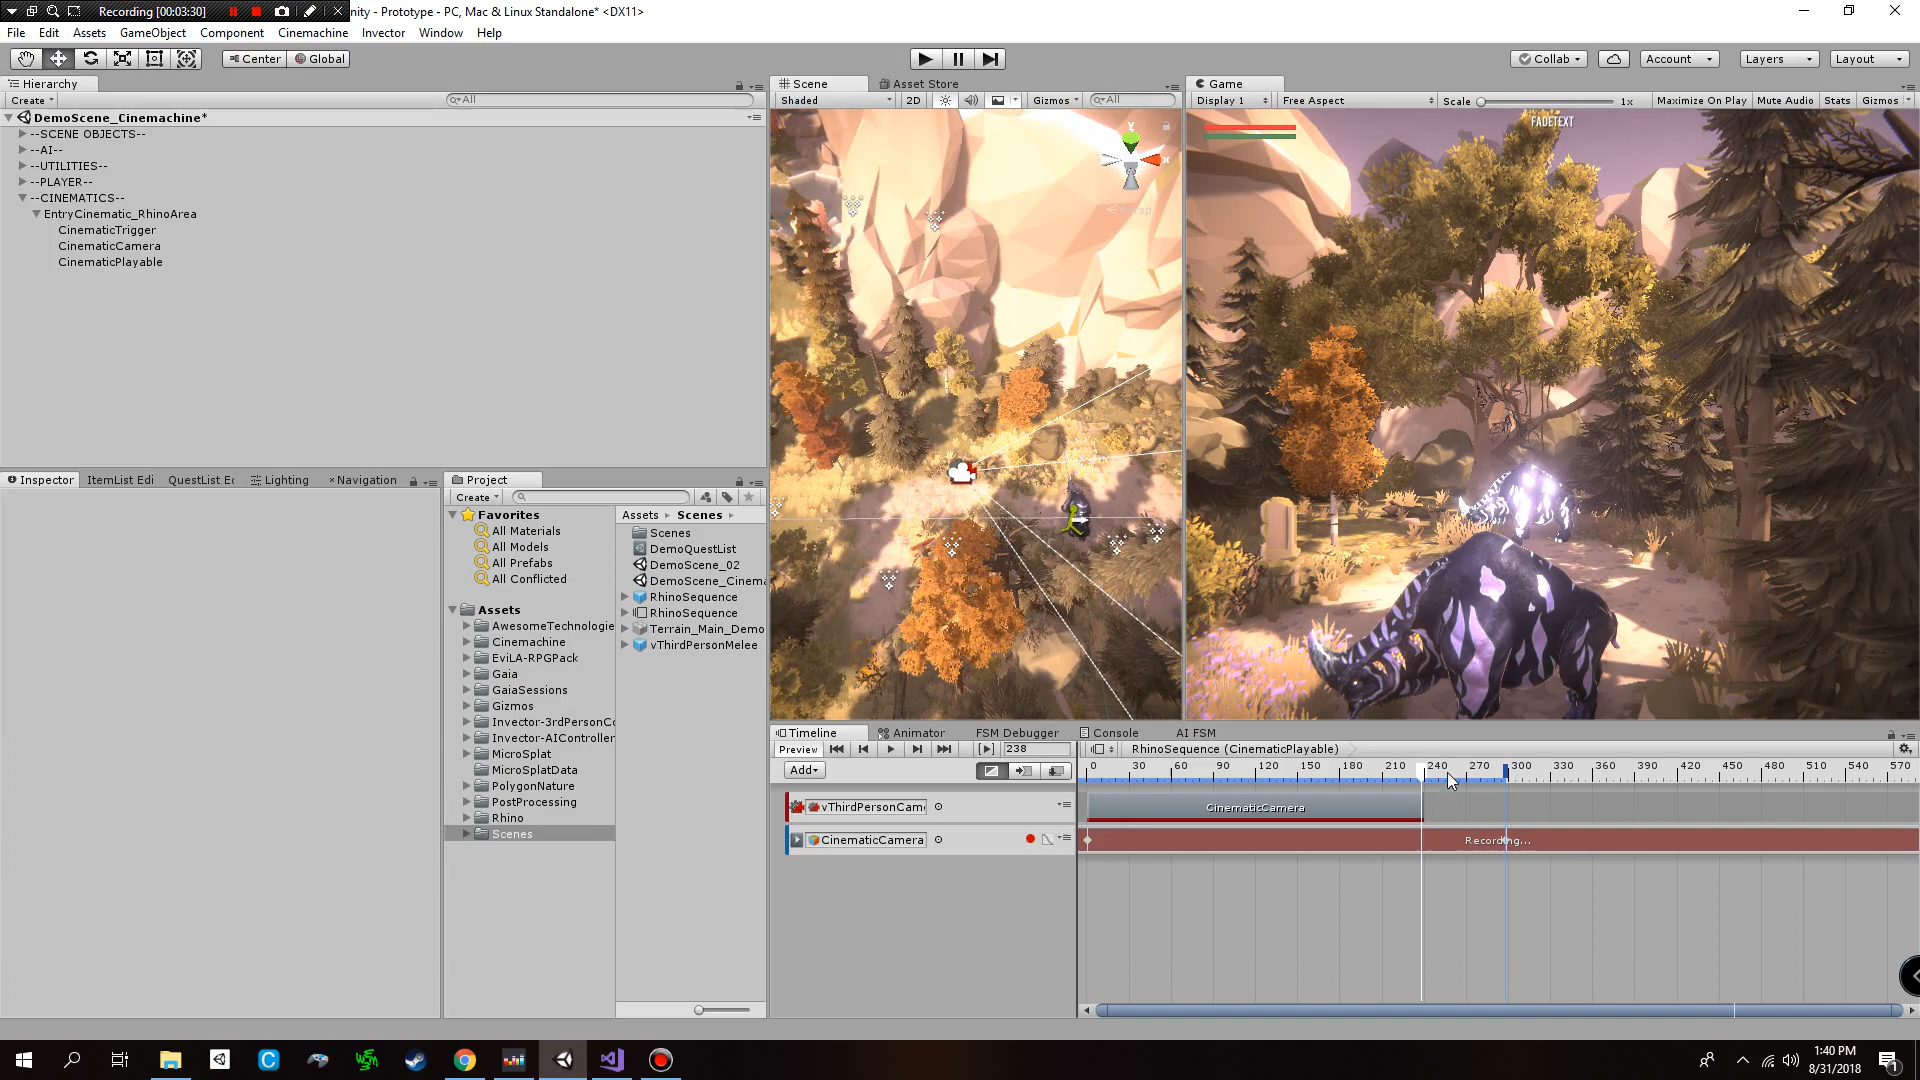 Recording [00:03:30]
nity - Prototype - PC, Mac & Linux Standalone* <DX11>
File Edit Assets GameObject Component Cinemachine Invector Window Help
Center Global
Collab Account Layers Layout
Hierarchy
Create All
DemoScene_Cinemachine*
--SCENE OBJECTS--
--AI--
--UTILITIES--
--PLAYER--
--CINEMATICS--
EntryCinematic_RhinoArea
CinematicTrigger
CinematicCamera
CinematicPlayable
Scene Asset Store
Shaded 2D Gizmos All
y
x
Persp
Game
Display 1 Free Aspect Scale 1x Maximize On Play Mute Audio Stats Gizmos
FADETEXT
Inspector ItemList Edi QuestList Ec Lighting Navigation
Project
Create
Favorites
All Materials
All Models
All Prefabs
All Conflicted
Assets
AwesomeTechnologie
Cinemachine
EviLA-RPGPack
Gaia
GaiaSessions
Gizmos
Invector-3rdPersonCo
Invector-AIController
MicroSplat
MicroSplatData
PolygonNature
PostProcessing
Rhino
Scenes
Assets Scenes
Scenes
DemoQuestList
DemoScene_02
DemoScene_Cinema
RhinoSequence
RhinoSequence
Terrain_Main_Demo
vThirdPersonMelee
Timeline Animator FSM Debugger Console AI FSM
Preview 238 RhinoSequence (CinematicPlayable)
Add
0 30 60 90 120 150 180 210 240 270 300 330 360 390 420 450 480 510 540 570
vThirdPersonCam CinematicCamera
CinematicCamera Recording...
1:40 PM
8/31/2018
1